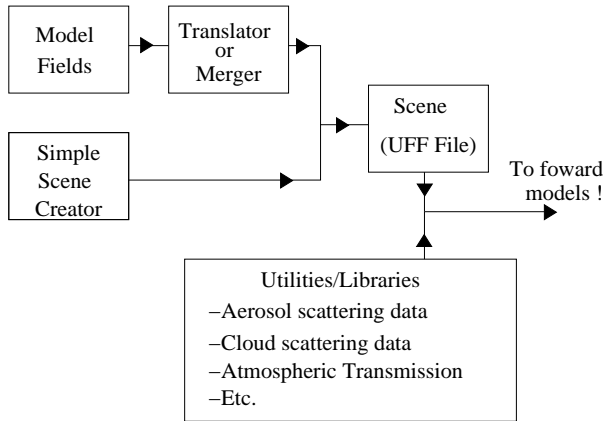 Model
Fields
Translator
or
Merger
Simple
Scene
Creator
Scene
(UFF File)
To foward
models !
Utilities/Libraries
–Aerosol scattering data
–Cloud scattering data
–Atmospheric Transmission
–Etc.